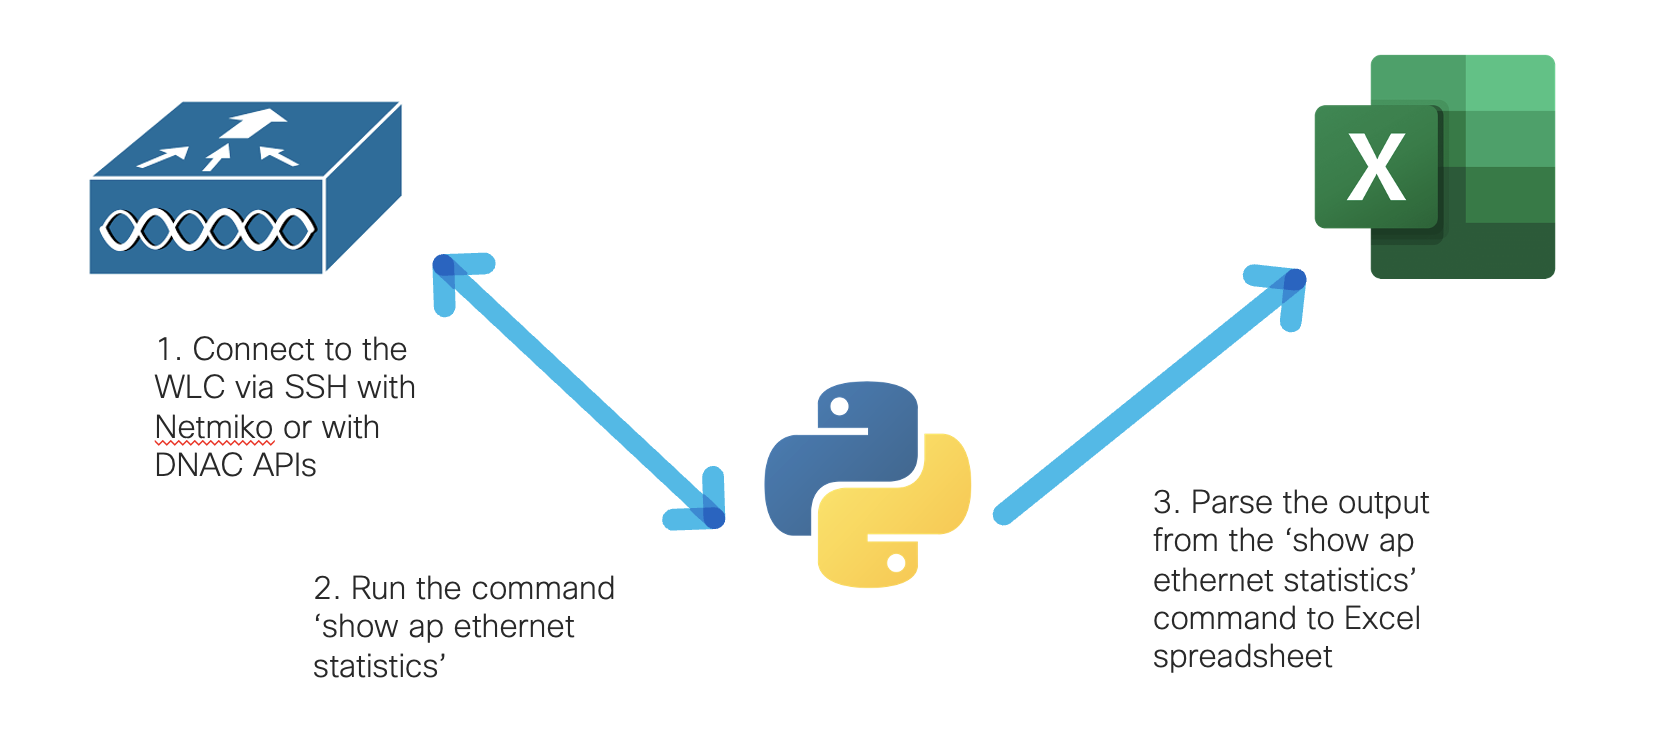 X
1. Connect to the
WLC via SSH with
Netmiko or with
DNAC APIs
2. Run the command
‘show ap ethernet
statistics’
3. Parse the output
from the ‘show ap
ethernet statistics’
command to Excel
spreadsheet